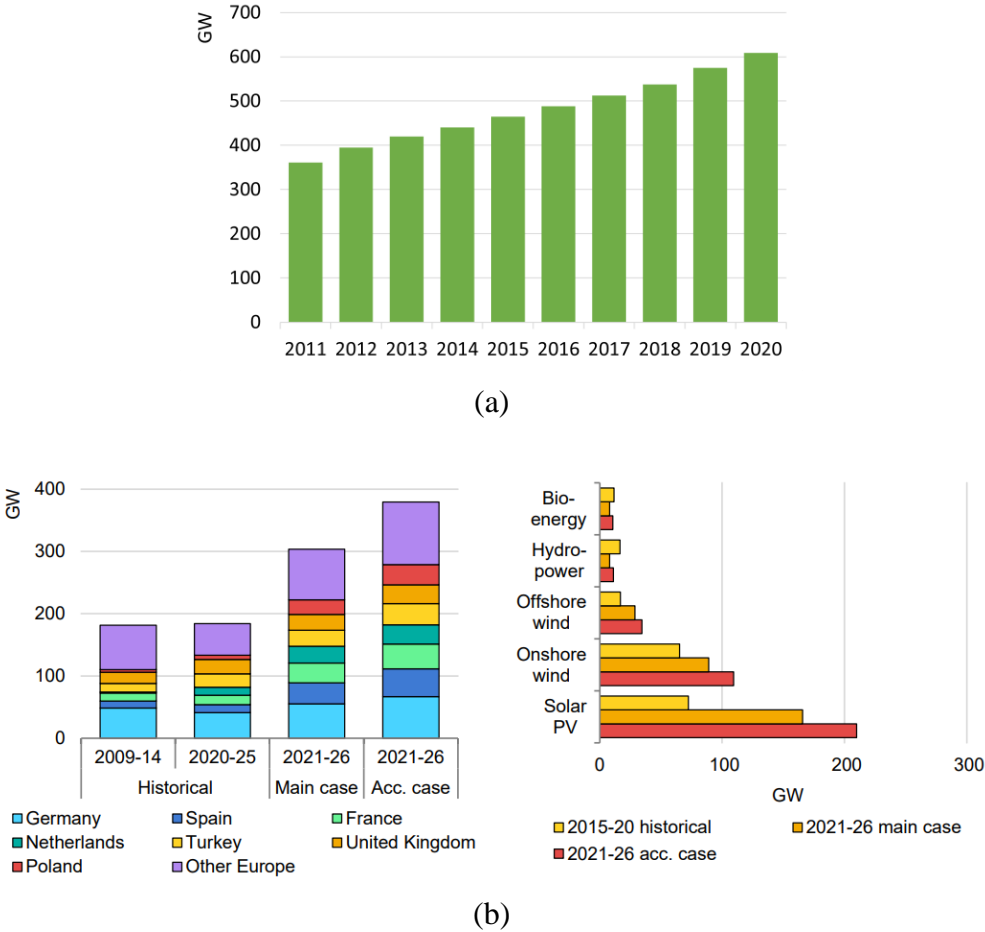 GW
700
600
500
400
300
200
100
0
2011 2012 2013 2014 2015 2016 2017 2018 2019 2020
(a)
GW
400
300
200
100
0
2009-14 2020-25 2021-26 2021-26
Historical Main case Acc. case
Germany Spain France
Netherlands Turkey United Kingdom
Poland Other Europe
Bio-
energy
Hydro-
power
Offshore
wind
Onshore
wind
Solar
PV
0 100 200 300
GW
2015-20 historical 2021-26 main case
2021-26 acc. case
(b)